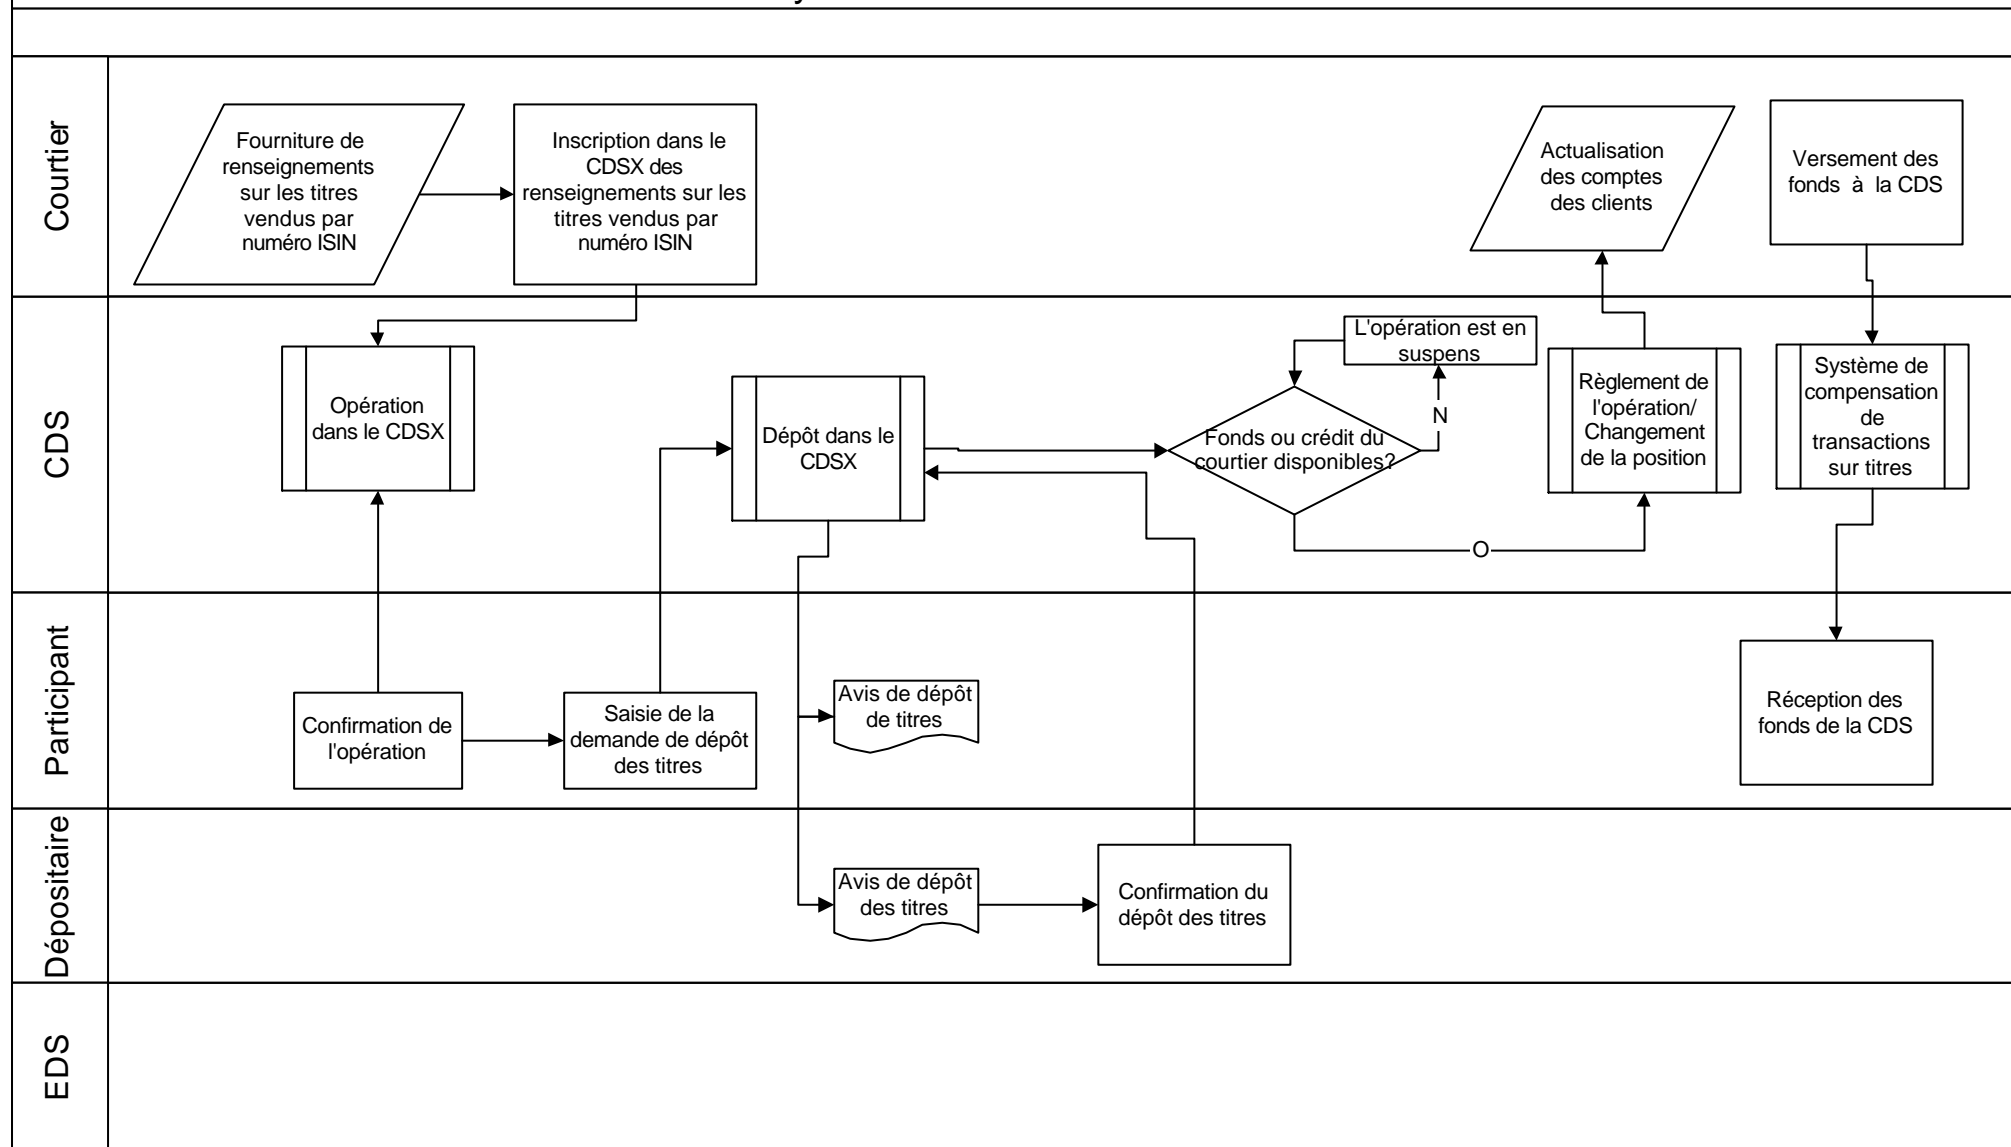 Courtier
Fourniture de
renseignements
sur les titres
vendus par
numéro ISIN
Inscription dans le
CDSX des
renseignements sur les
titres vendus par
numéro ISIN
Actualisation
des comptes
des clients
Versement des
fonds à la CDS
CDS
Opération
dans le CDSX
Dépôt dans le
CDSX
Fonds ou crédit du
courtier disponibles?
L'opération est en
suspens
N
O
Règlement de
l'opération/
Changement
de la position
Système de
compensation
de
transactions
sur titres
Participant
Confirmation de
l'opération
Saisie de la
demande de dépôt
des titres
Avis de dépôt
de titres
Réception des
fonds de la CDS
Dépositaire
Avis de dépôt
des titres
Confirmation du
dépôt des titres
EDS